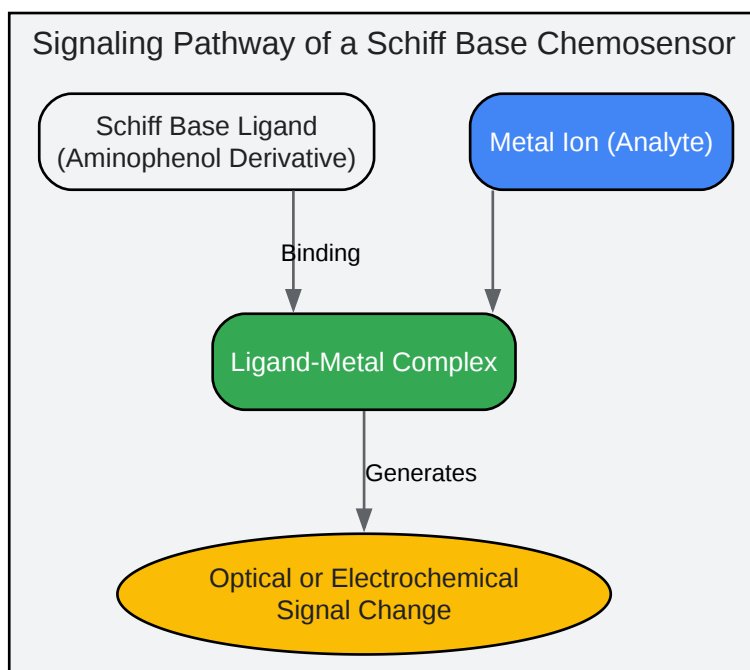 Signaling Pathway of a Schiff Base Chemosensor
Schiff Base Ligand
(Aminophenol Derivative)
Metal Ion (Analyte)
Binding
Ligand-Metal Complex
Generates
Optical or Electrochemical
Signal Change